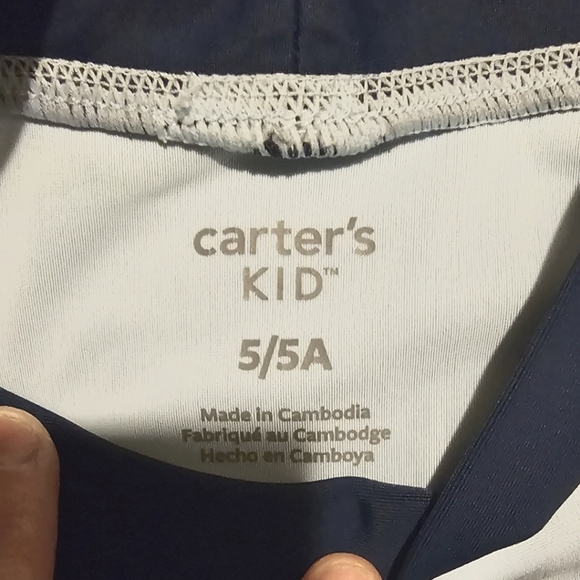 carter's
KID™
5/5A
Made in Cambodia
Fabriqué au Cambodge
Hecho en Camboya